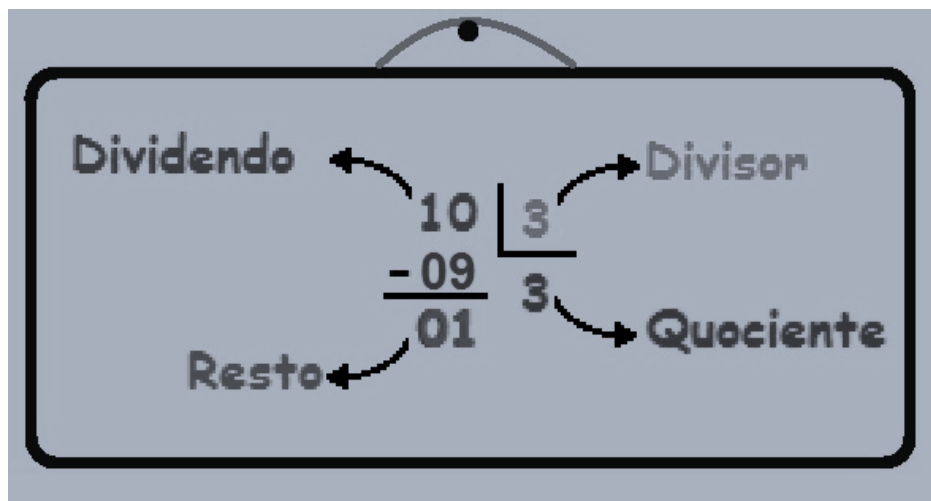 Dividendo
Divisor
10 3
- 09 3
01
Quociente
Resto